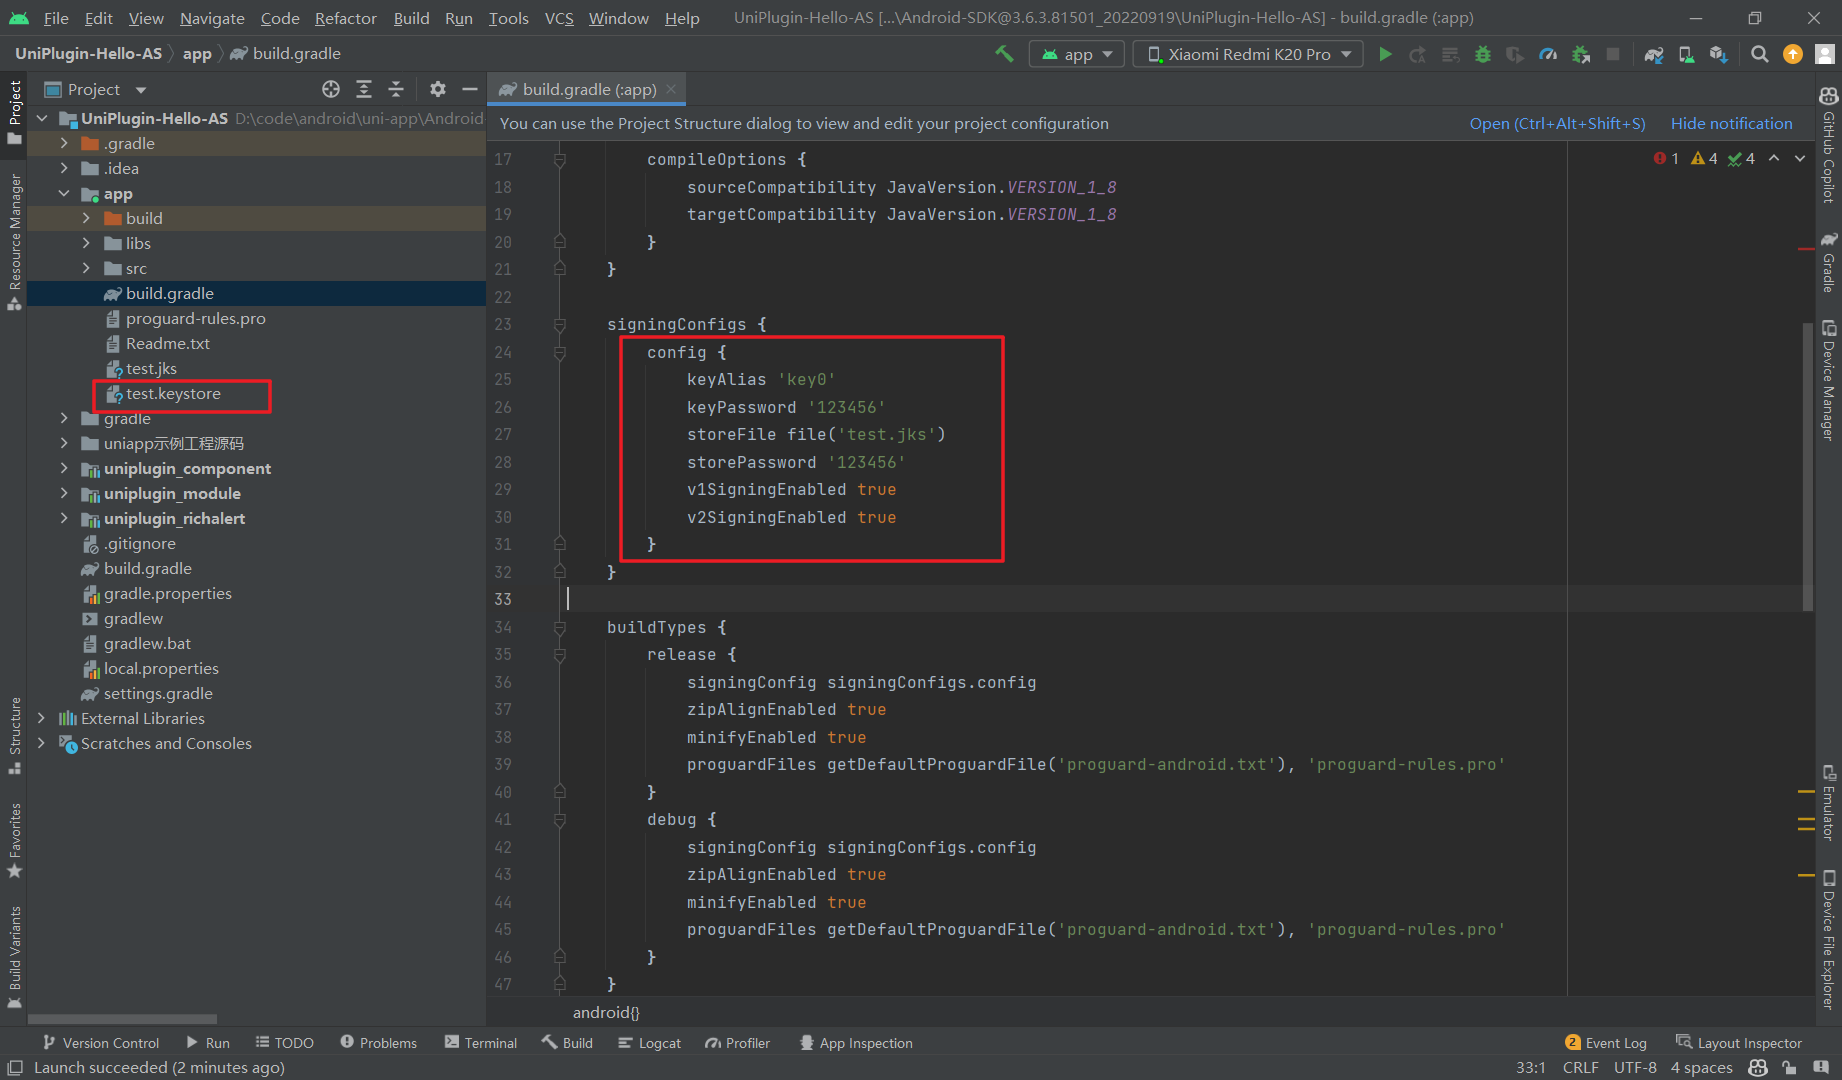 File Edit View Navigate Code Refactor Build Run Tools VCS Window Help UniPlugin-Hello-AS [...\Android-SDK@3.6.3.81501_20220919\UniPlugin-Hello-AS] - build.gradle (:app)
UniPlugin-Hello-AS app build.gradle app Xiaomi Redmi K20 Pro
Project build.gradle (:app)
UniPlugin-Hello-AS D:\code\android\uni-app\Android-
You can use the Project Structure dialog to view and edit your project configuration Open (Ctrl+Alt+Shift+S) Hide notification
.gradle
.idea
app
build
libs
src
build.gradle
proguard-rules.pro
Readme.txt
test.jks
test.keystore
gradle
uniapp示例工程源码
uniplugin_component
uniplugin_module
uniplugin_richalert
.gitignore
build.gradle
gradle.properties
gradlew
gradlew.bat
local.properties
settings.gradle
External Libraries
Scratches and Consoles
1 4 4
17 compileOptions {
18 sourceCompatibility JavaVersion.VERSION_1_8
19 targetCompatibility JavaVersion.VERSION_1_8
20 }
21 }
22
23 signingConfigs {
24 config {
25 keyAlias 'key0'
26 keyPassword '123456'
27 storeFile file('test.jks')
28 storePassword '123456'
29 v1SigningEnabled true
30 v2SigningEnabled true
31 }
32 }
33
34 buildTypes {
35 release {
36 signingConfig signingConfigs.config
37 zipAlignEnabled true
38 minifyEnabled true
39 proguardFiles getDefaultProguardFile('proguard-android.txt'), 'proguard-rules.pro'
40 }
41 debug {
42 signingConfig signingConfigs.config
43 zipAlignEnabled true
44 minifyEnabled true
45 proguardFiles getDefaultProguardFile('proguard-android.txt'), 'proguard-rules.pro'
46 }
47 }
android{}
Project
Resource Manager
Structure
Favorites
Build Variants
GitHub Copilot
Gradle
Device Manager
Emulator
Device File Explorer
Version Control Run TODO Problems Terminal Build Logcat Profiler App Inspection 2 Event Log Layout Inspector
Launch succeeded (2 minutes ago) 33:1 CRLF UTF-8 4 spaces